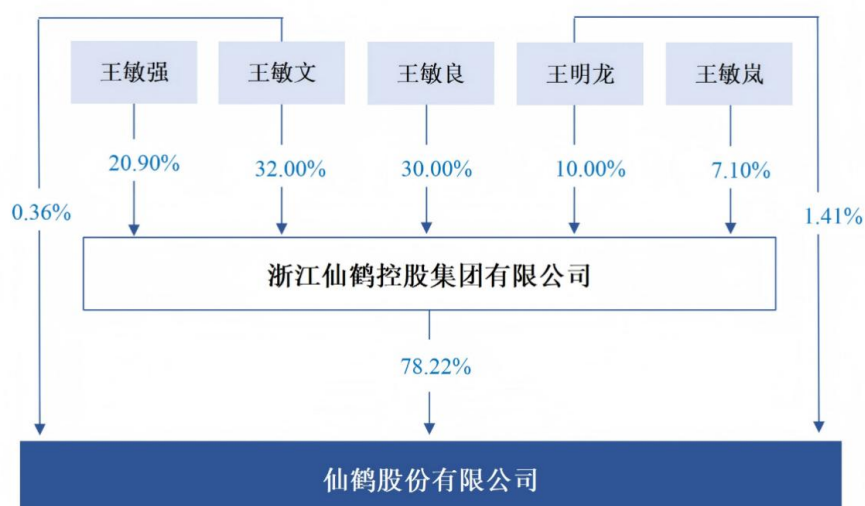 王敏强 王敏文 王敏良 王明龙 王敏岚
20.90% 32.00% 30.00% 10.00% 7.10%
0.36% 1.41%
浙江仙鹤控股集团有限公司
78.22%
仙鹤股份有限公司